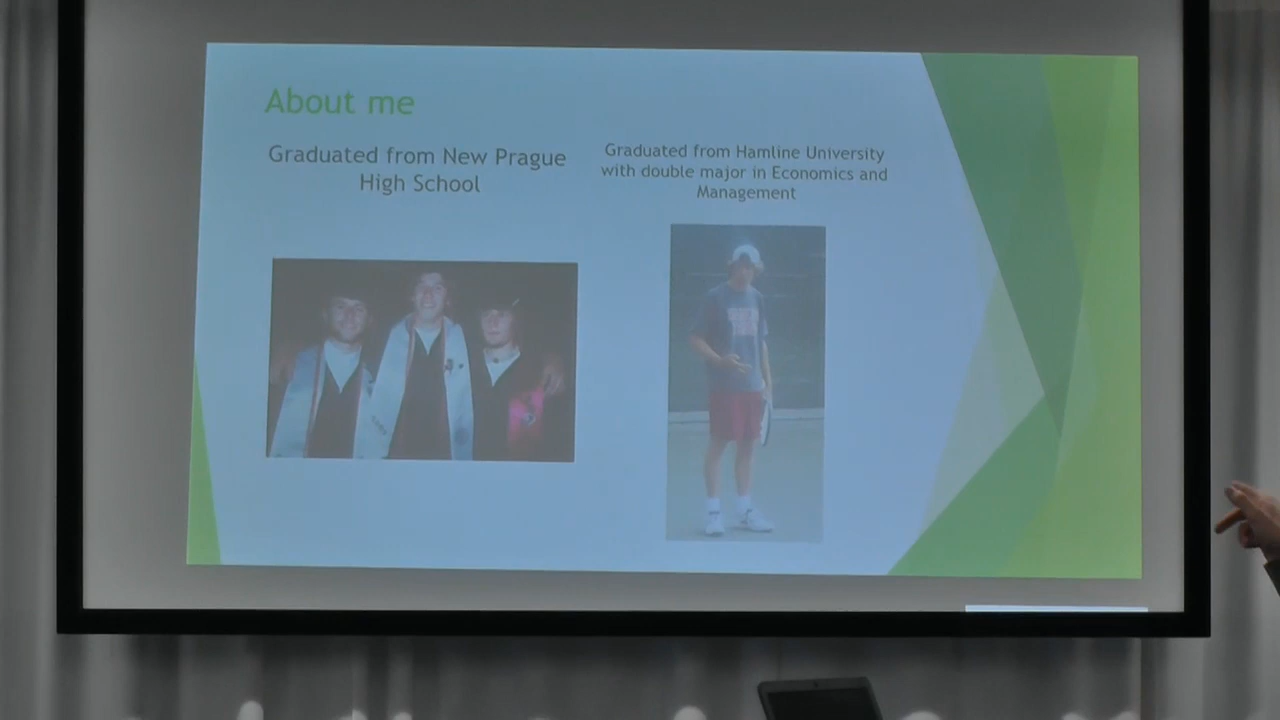 About me
Graduated from New Prague
High School
Graduated from Hamline University
with double major in Economics and
Management